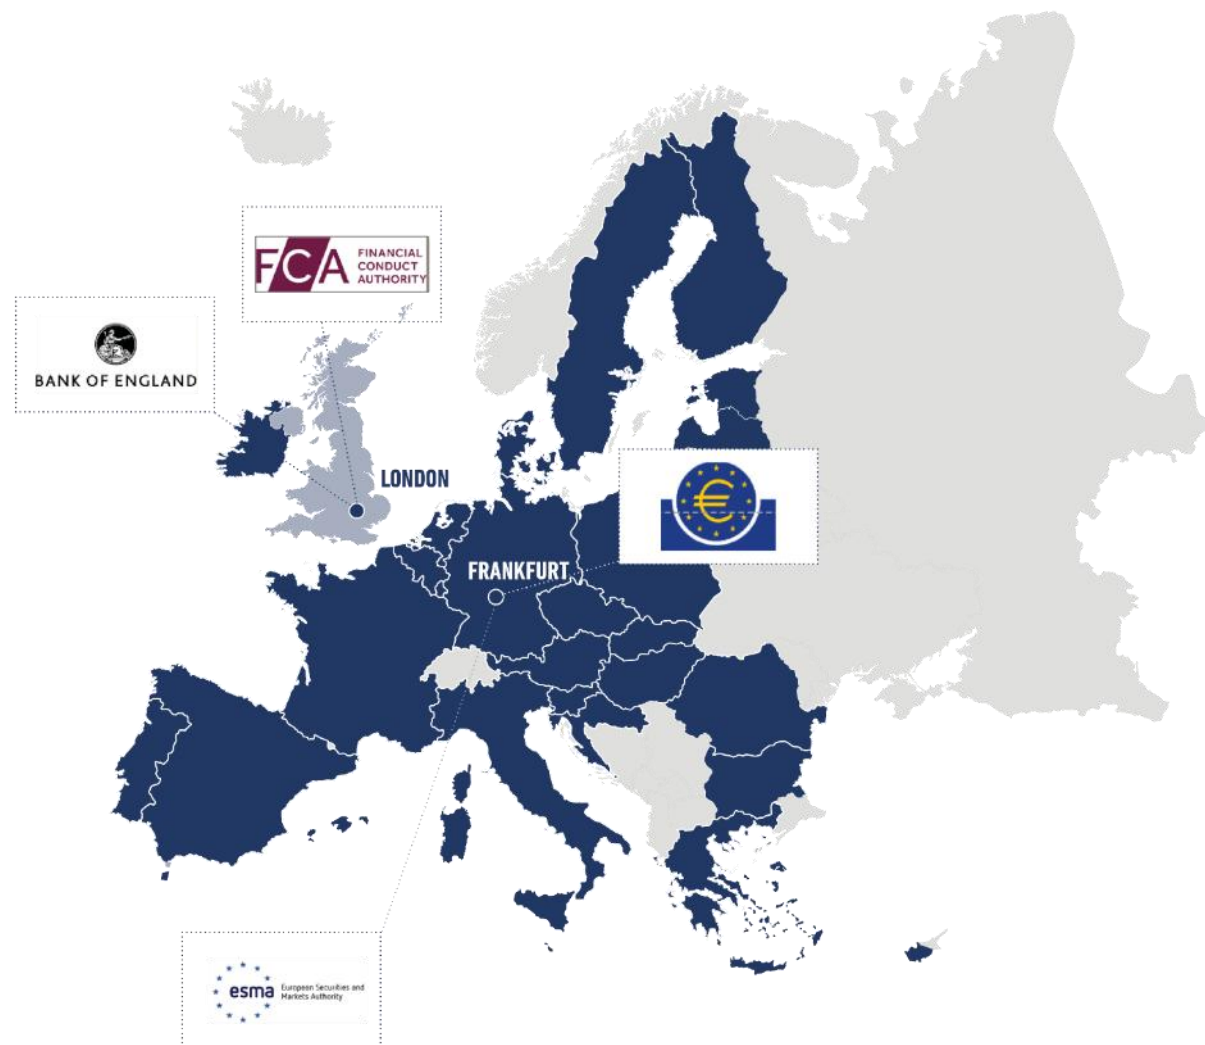 FCA
FINANCIAL
CONDUCT
AUTHORITY
BANK OF ENGLAND
LONDON
€
FRANKFURT
esma
European Securities and
Markets Authority